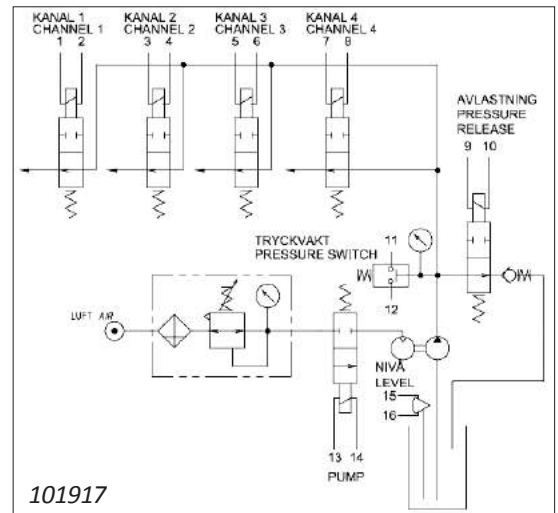 KANAL 1 KANAL 2 KANAL 3 KANAL 4
CHANNEL 1 CHANNEL 2 CHANNEL 3 CHANNEL 4
1 2 3 4 5 6 7 8
AVLASTNING
PRESSURE
RELEASE
9 10
11
TRYCKVAKT
PRESSURE SWITCH
12
LUFT AIR
NIVÅ
LEVEL
15
16
13 14
PUMP
101917